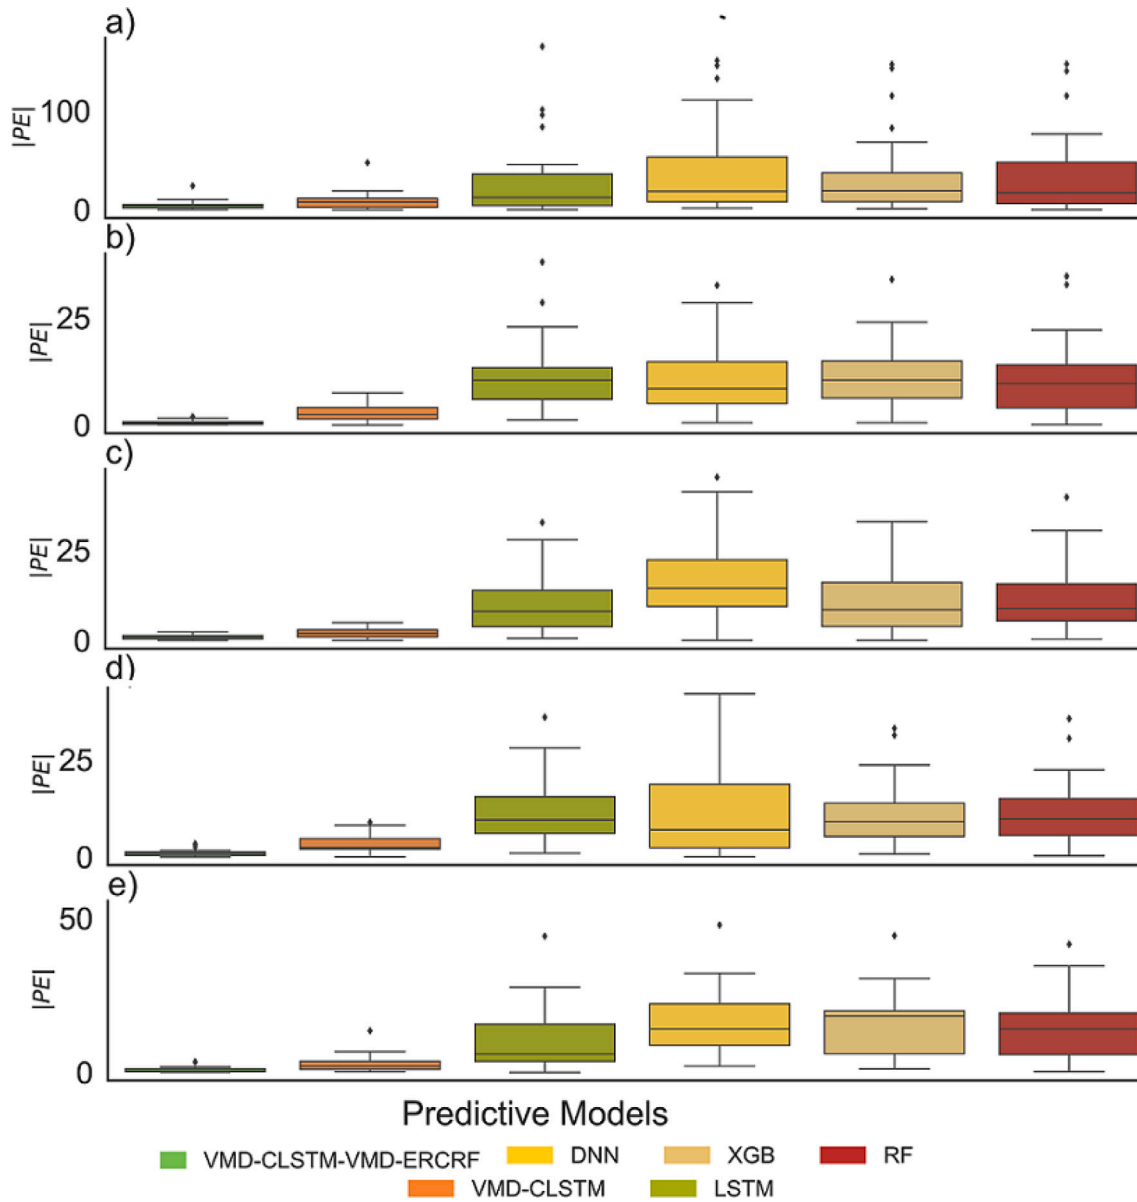 a)
|PE|
100
0
b)
|PE|
25
0
c)
|PE|
25
0
d)
|PE|
25
0
e)
|PE|
50
0
Predictive Models
VMD-CLSTM-VMD-ERCRF DNN XGB RF
VMD-CLSTM LSTM